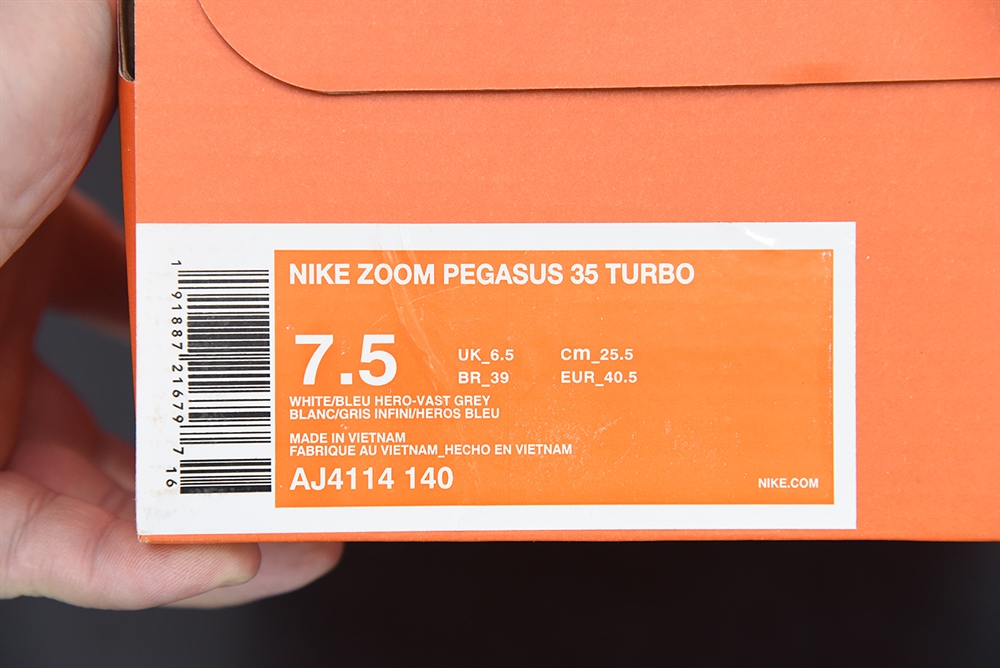 NIKE ZOOM PEGASUS 35 TURBO
7.5
UK_6.5 cm_25.5
BR_39 EUR_40.5
WHITE/BLEU HERO-VAST GREY
BLANC/GRIS INFINI/HEROS BLEU
MADE IN VIETNAM
FABRIQUE AU VIETNAM_HECHO EN VIETNAM
AJ4114 140
NIKE.COM
1 91887 21679 7 16